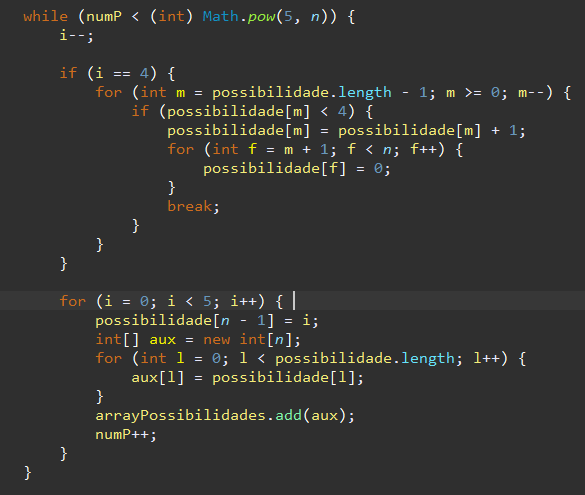 while (numP < (int) Math.pow(5, n)) {
i--;
if (i == 4) {
for (int m = possibilidade.length - 1; m >= 0; m--) {
if (possibilidade[m] < 4) {
possibilidade[m] = possibilidade[m] + 1;
for (int f = m + 1; f < n; f++) {
possibilidade[f] = 0;
}
break;
}
}
}
for (i = 0; i < 5; i++) {
possibilidade[n - 1] = i;
int[] aux = new int[n];
for (int l = 0; l < possibilidade.length; l++) {
aux[l] = possibilidade[l];
}
arrayPossibilidades.add(aux);
numP++;
}
}